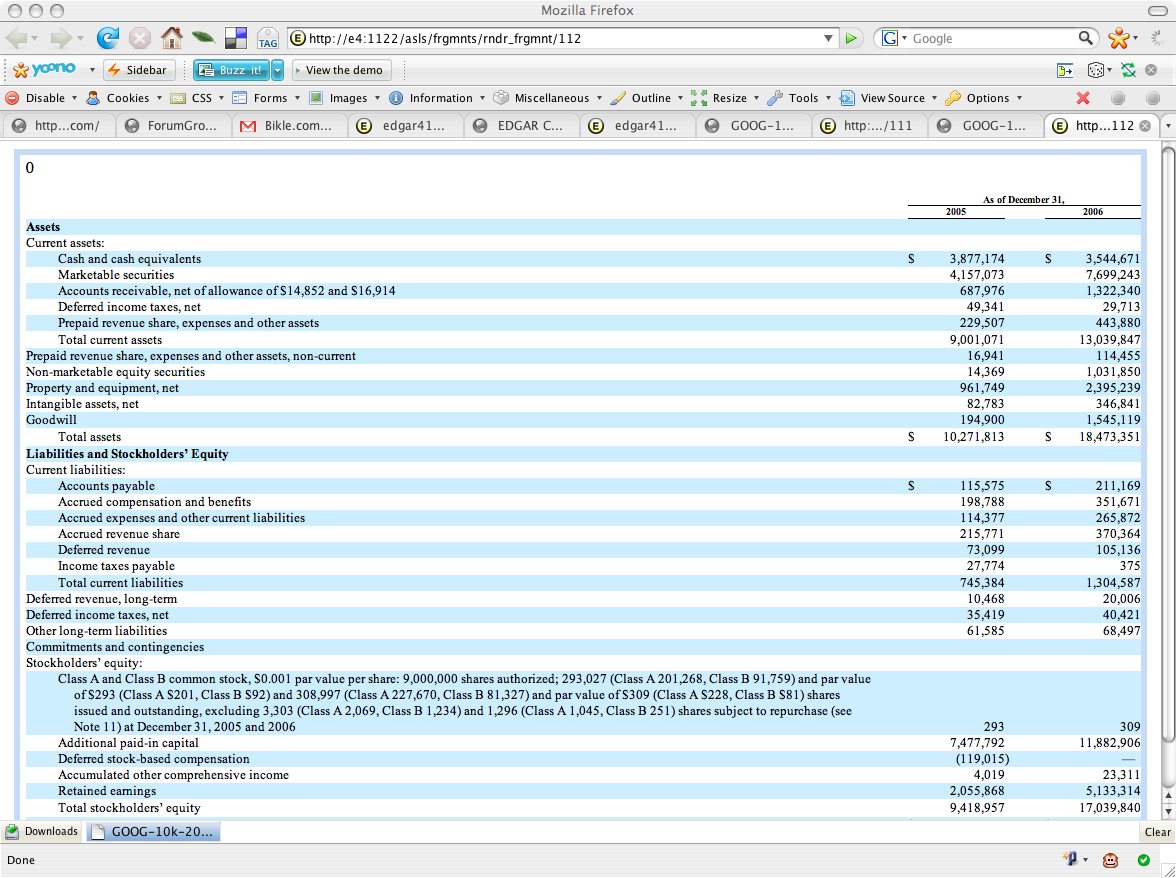 Mozilla Firefox
TAG http://e4:1122/asls/frgmnts/rndr_frgmnt/112 G Google
yoono Sidebar Buzz it! View the demo
Disable Cookies CSS Forms Images Information Miscellaneous Outline Resize Tools View Source Options
http...com/ ForumGro... Bikle.com... edgar41... EDGAR C... edgar41... GOOG-1... http:.../111 GOOG-1... http...112
0
As of December 31,
2005 2006
Assets
Current assets:
Cash and cash equivalents $ 3,877,174 $ 3,544,671
Marketable securities 4,157,073 7,699,243
Accounts receivable, net of allowance of $14,852 and $16,914 687,976 1,322,340
Deferred income taxes, net 49,341 29,713
Prepaid revenue share, expenses and other assets 229,507 443,880
Total current assets 9,001,071 13,039,847
Prepaid revenue share, expenses and other assets, non-current 16,941 114,455
Non-marketable equity securities 14,369 1,031,850
Property and equipment, net 961,749 2,395,239
Intangible assets, net 82,783 346,841
Goodwill 194,900 1,545,119
Total assets $ 10,271,813 $ 18,473,351
Liabilities and Stockholders' Equity
Current liabilities:
Accounts payable $ 115,575 $ 211,169
Accrued compensation and benefits 198,788 351,671
Accrued expenses and other current liabilities 114,377 265,872
Accrued revenue share 215,771 370,364
Deferred revenue 73,099 105,136
Income taxes payable 27,774 375
Total current liabilities 745,384 1,304,587
Deferred revenue, long-term 10,468 20,006
Deferred income taxes, net 35,419 40,421
Other long-term liabilities 61,585 68,497
Commitments and contingencies
Stockholders' equity:
Class A and Class B common stock, $0.001 par value per share: 9,000,000 shares authorized; 293,027 (Class A 201,268, Class B 91,759) and par value
of $293 (Class A $201, Class B $92) and 308,997 (Class A 227,670, Class B 81,327) and par value of $309 (Class A $228, Class B $81) shares
issued and outstanding, excluding 3,303 (Class A 2,069, Class B 1,234) and 1,296 (Class A 1,045, Class B 251) shares subject to repurchase (see
Note 11) at December 31, 2005 and 2006 293 309
Additional paid-in capital 7,477,792 11,882,906
Deferred stock-based compensation (119,015) —
Accumulated other comprehensive income 4,019 23,311
Retained earnings 2,055,868 5,133,314
Total stockholders' equity 9,418,957 17,039,840
Downloads GOOG-10k-20... Clear
Done